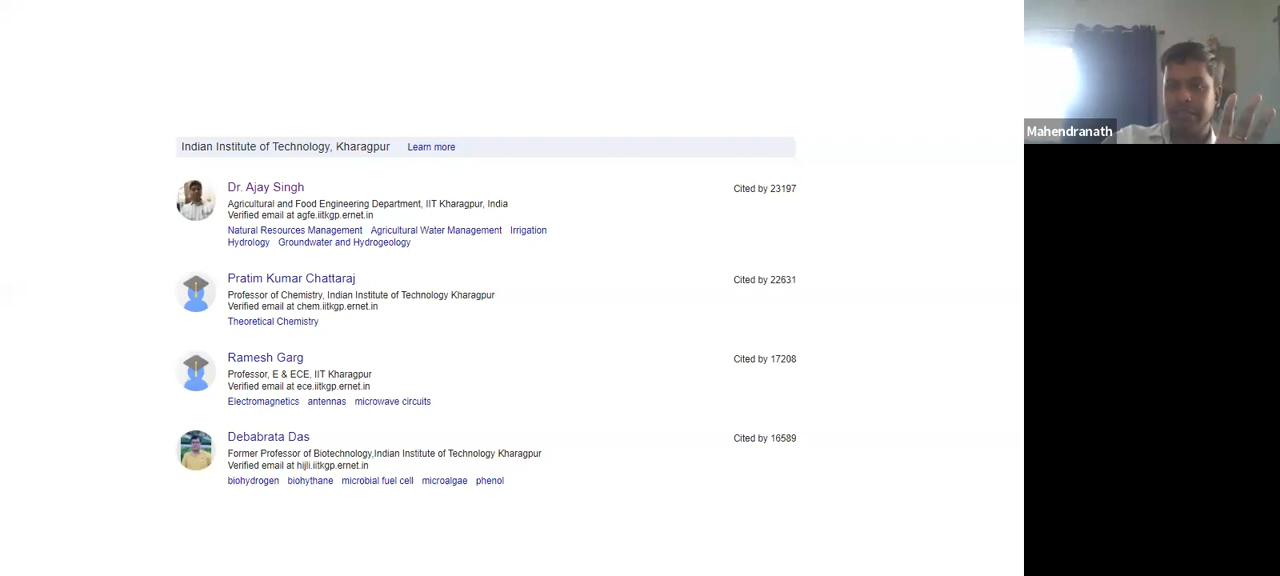 Indian Institute of Technology, Kharagpur Learn more
Dr. Ajay Singh
Cited by 23197
Agricultural and Food Engineering Department, IIT Kharagpur, India
Verified email at agfe.iitkgp.ernet.in
Natural Resources Management Agricultural Water Management Irrigation
Hydrology Groundwater and Hydrogeology
Pratim Kumar Chattaraj
Cited by 22631
Professor of Chemistry, Indian Institute of Technology Kharagpur
Verified email at chem.iitkgp.ernet.in
Theoretical Chemistry
Ramesh Garg
Cited by 17208
Professor, E & ECE, IIT Kharagpur
Verified email at ece.iitkgp.ernet.in
Electromagnetics antennas microwave circuits
Debabrata Das
Cited by 16589
Former Professor of Biotechnology,Indian Institute of Technology Kharagpur
Verified email at hijli.iitkgp.ernet.in
biohydrogen biohythane microbial fuel cell microalgae phenol
Mahendranath